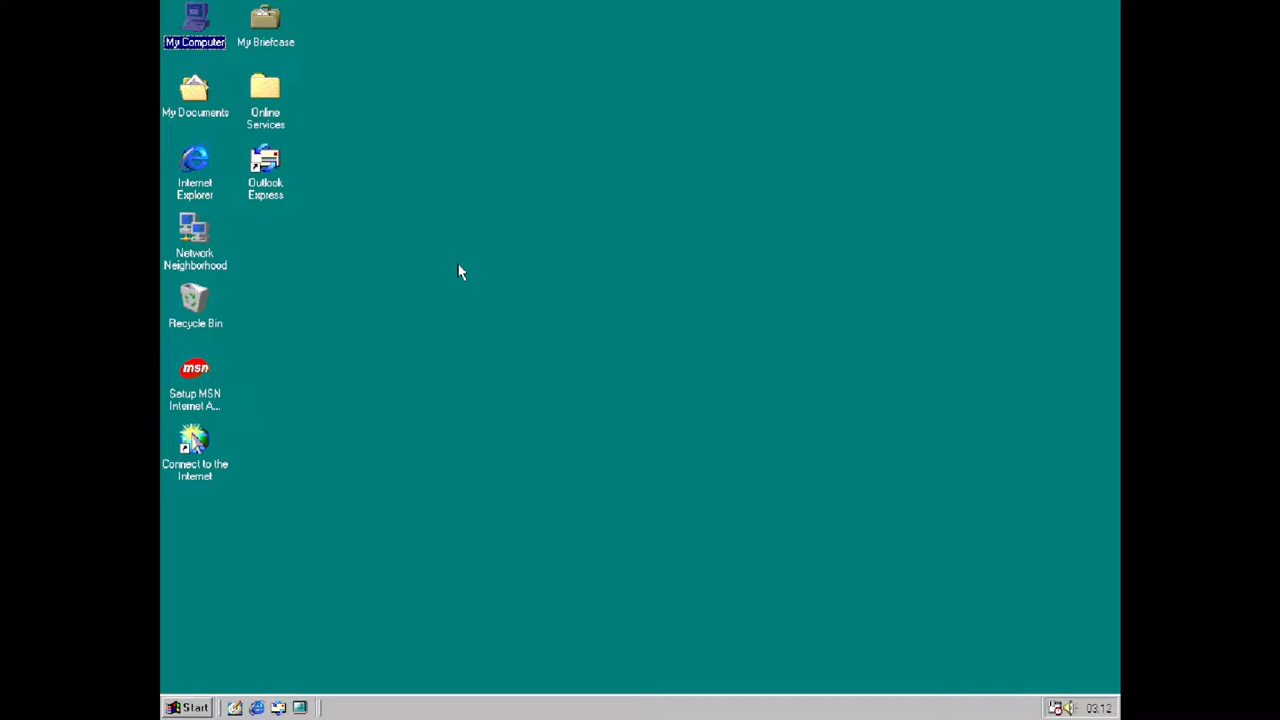 My Computer
My Briefcase
My Documents
Online
Services
Internet
Explorer
Outlook
Express
Network
Neighborhood
Recycle Bin
msn
Setup MSN
Internet A...
Connect to the
Internet
Start
03:12